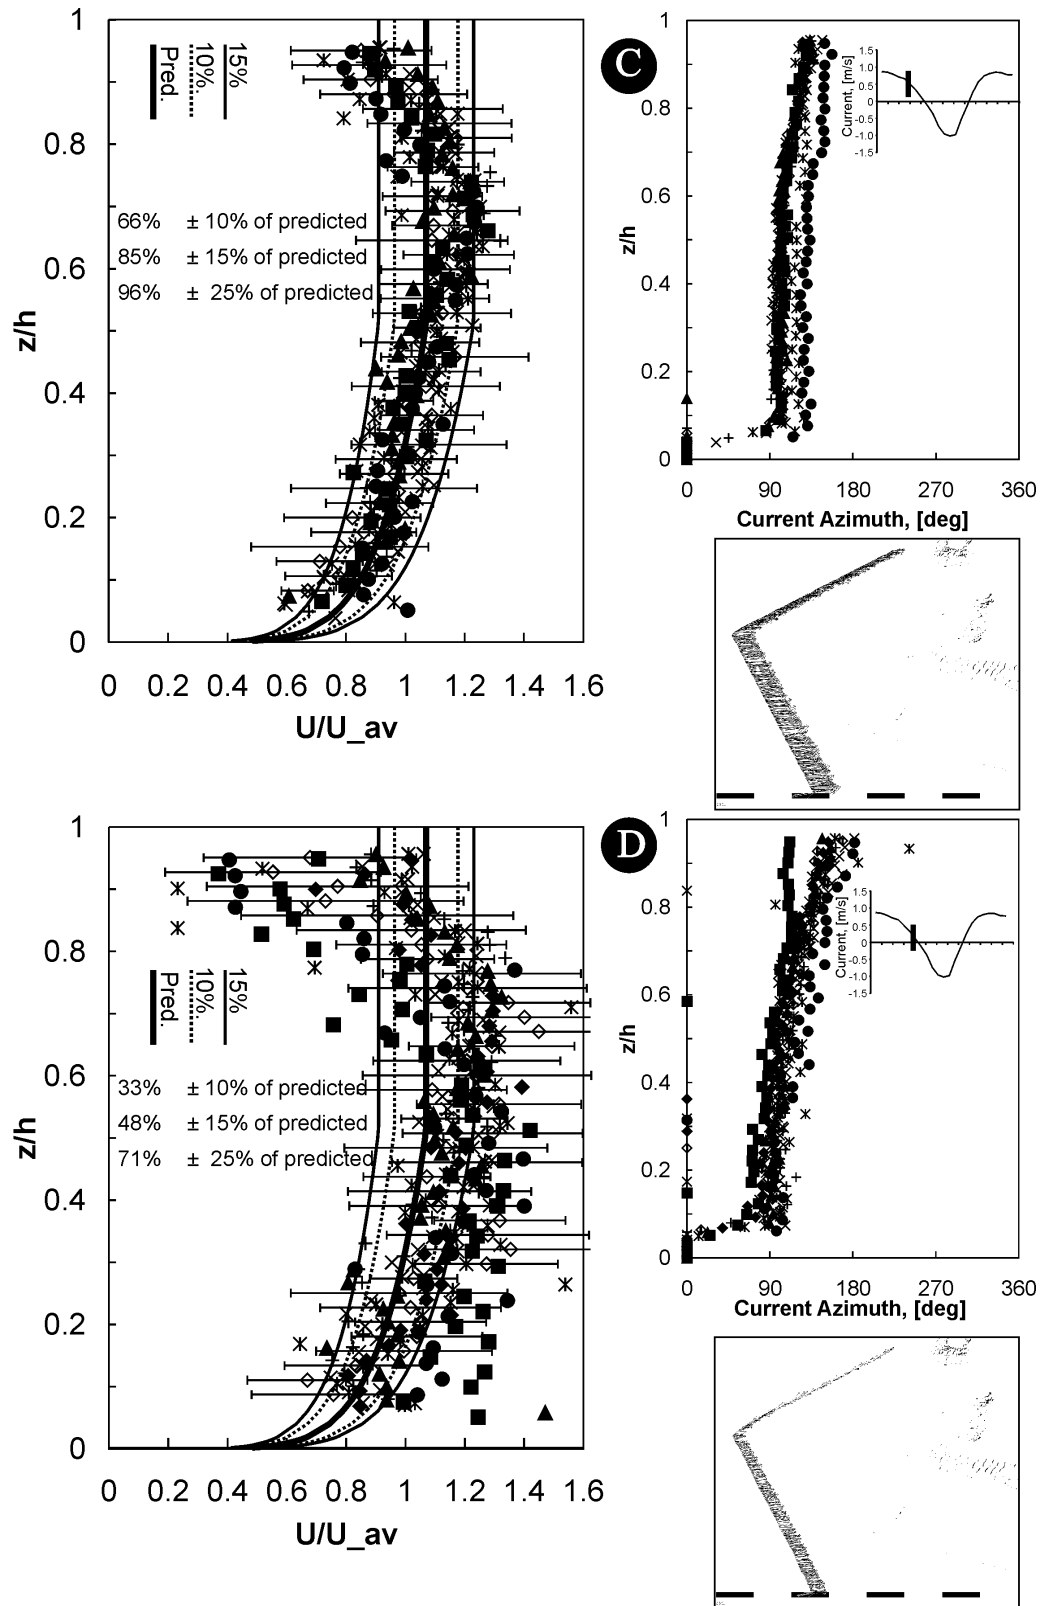 1
0.8
0.6
0.4
0.2
0
z/h
15%
10%.
Pred.
66% ± 10% of predicted
85% ± 15% of predicted
96% ± 25% of predicted
0 0.2 0.4 0.6 0.8 1 1.2 1.4 1.6
U/U_av
C
1
0.8
0.6
0.4
0.2
0
z/h
1.5
1.0
0.5
0
-0.5
-1.0
-1.5
Current, [m/s]
0 90 180 270 360
Current Azimuth, [deg]
1
0.8
0.6
0.4
0.2
0
z/h
15%
10%.
Pred.
33% ± 10% of predicted
48% ± 15% of predicted
71% ± 25% of predicted
0 0.2 0.4 0.6 0.8 1 1.2 1.4 1.6
U/U_av
D
1
0.8
0.6
0.4
0.2
0
z/h
1.5
1.0
0.5
0
-0.5
-1.0
-1.5
Current, [m/s]
0 90 180 270 360
Current Azimuth, [deg]